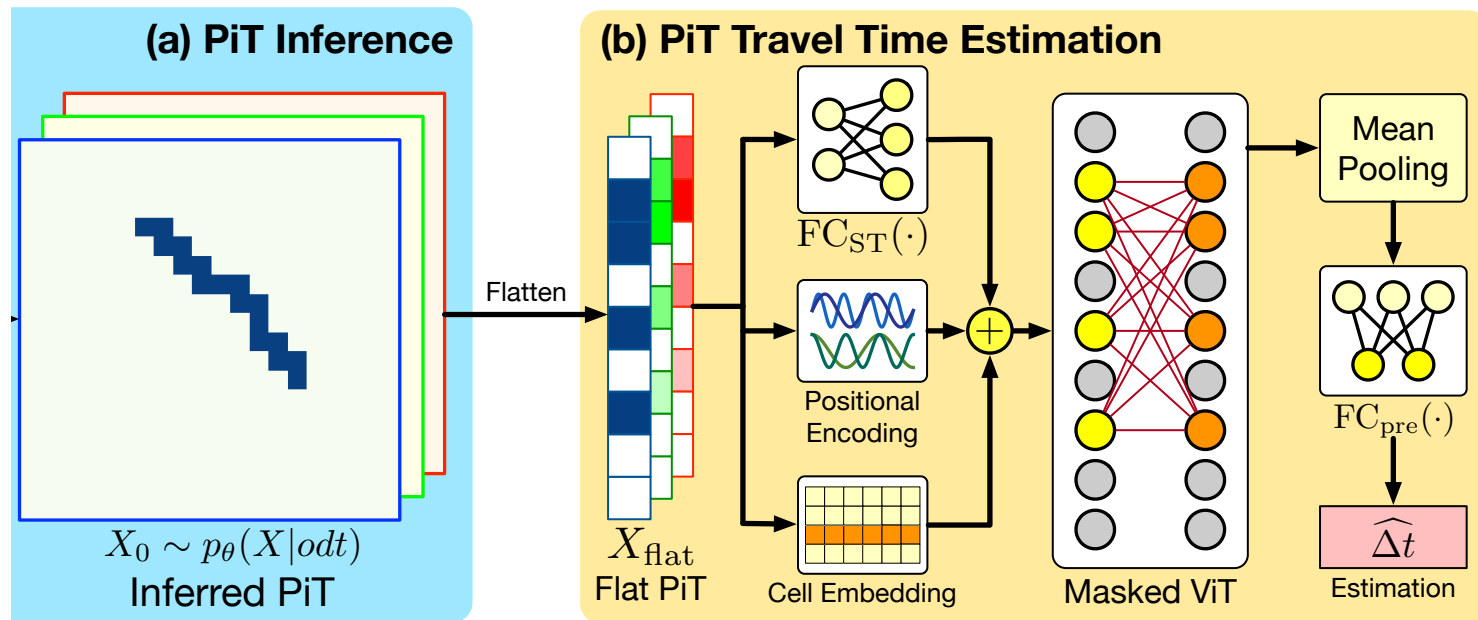 (a) PiT Inference
X_0 ∼ p_θ(X|odt)
Inferred PiT
Flatten
(b) PiT Travel Time Estimation
X_flat
Flat PiT
FC_ST(·)
Positional
Encoding
Cell Embedding
+
Masked ViT
Mean
Pooling
FC_pre(·)
\widehat{Δt}
Estimation